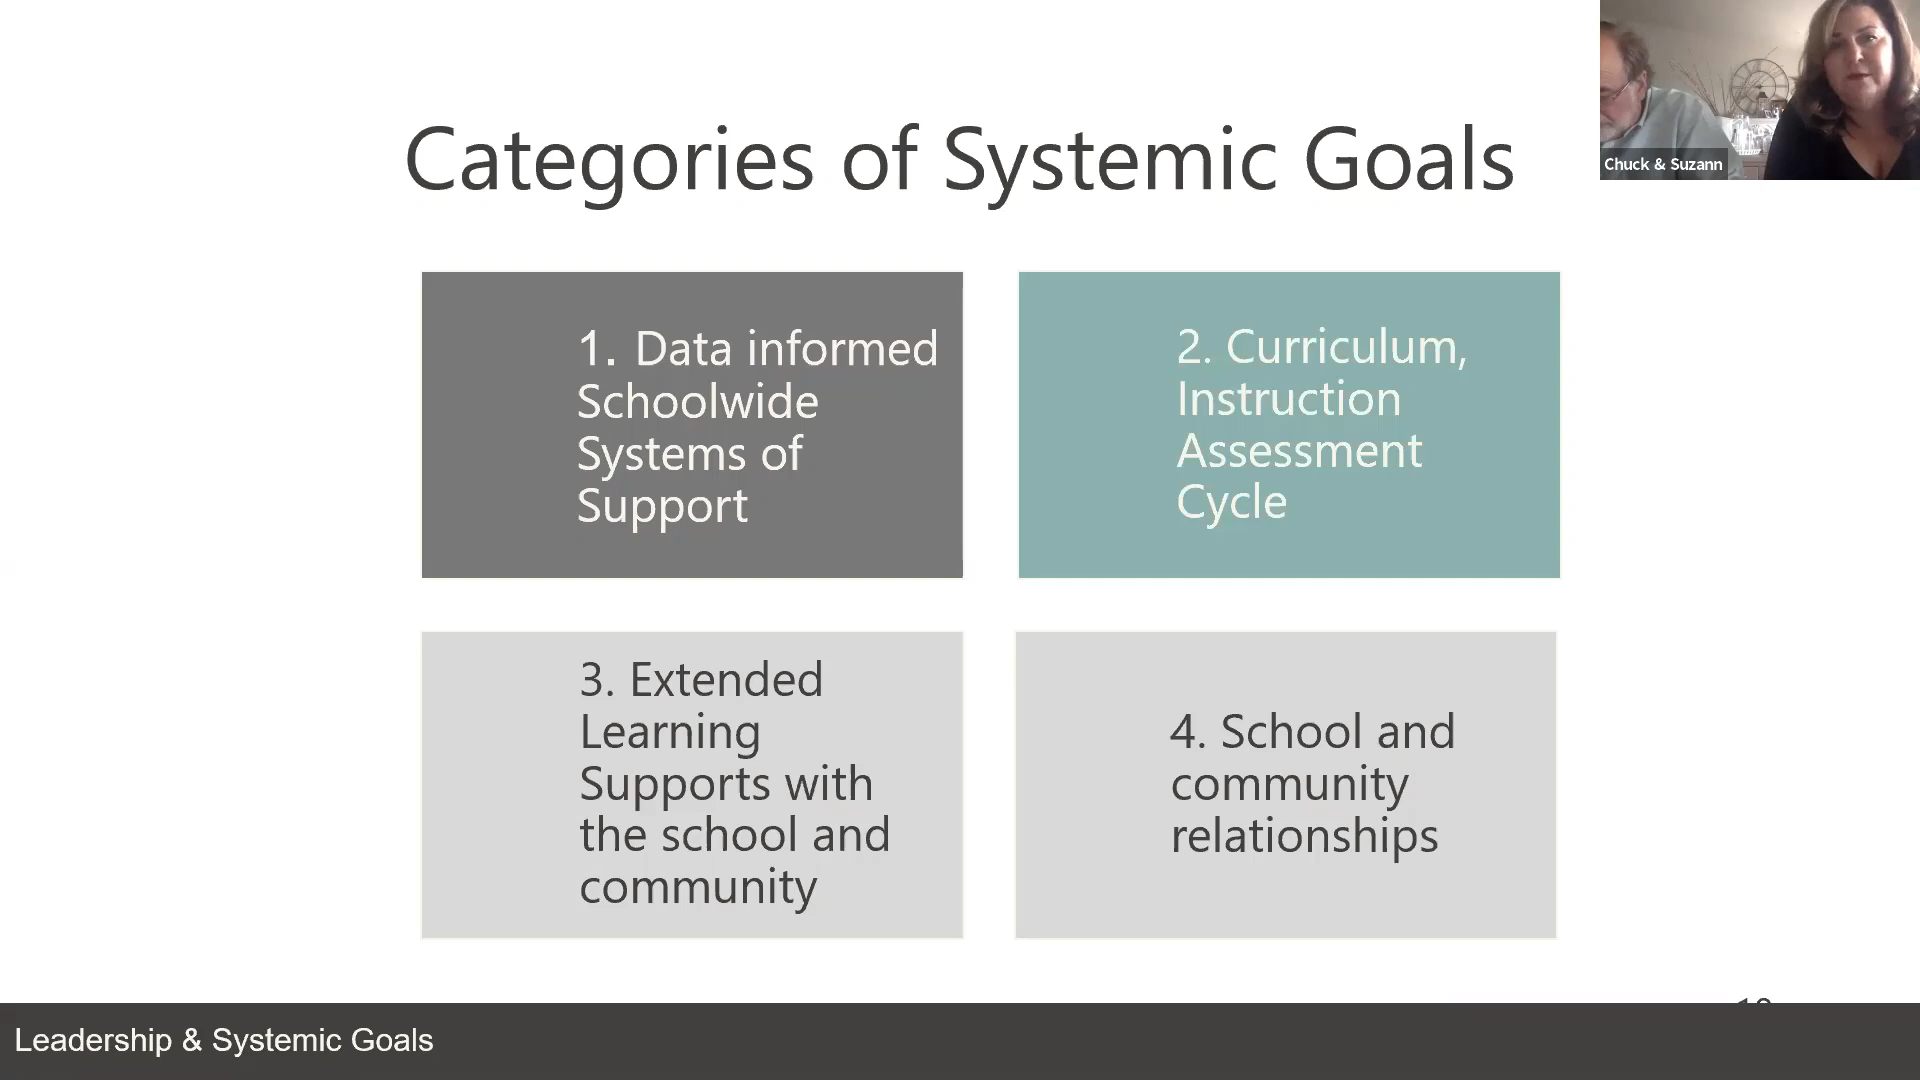 Categories of Systemic Goals
Chuck & Suzann
1. Data informed
Schoolwide
Systems of
Support
2. Curriculum,
Instruction
Assessment
Cycle
3. Extended
Learning
Supports with
the school and
community
4. School and
community
relationships
Leadership & Systemic Goals